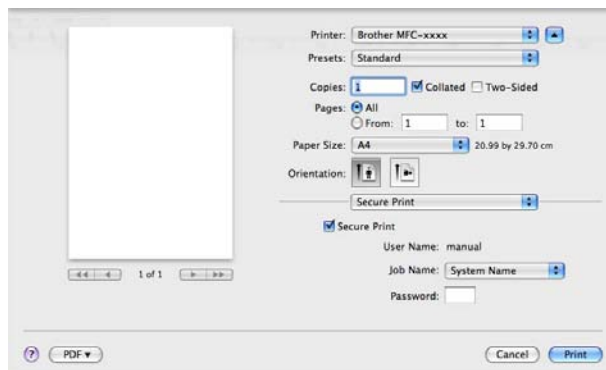 Printer: Brother MFC-xxxx
Presets: Standard
Copies: 1 Collated Two-Sided
Pages: All
From: 1 to: 1
Paper Size: A4 20.99 by 29.70 cm
Orientation:
Secure Print
Secure Print
User Name: manual
Job Name: System Name
Password:
1 of 1
? PDF Cancel Print